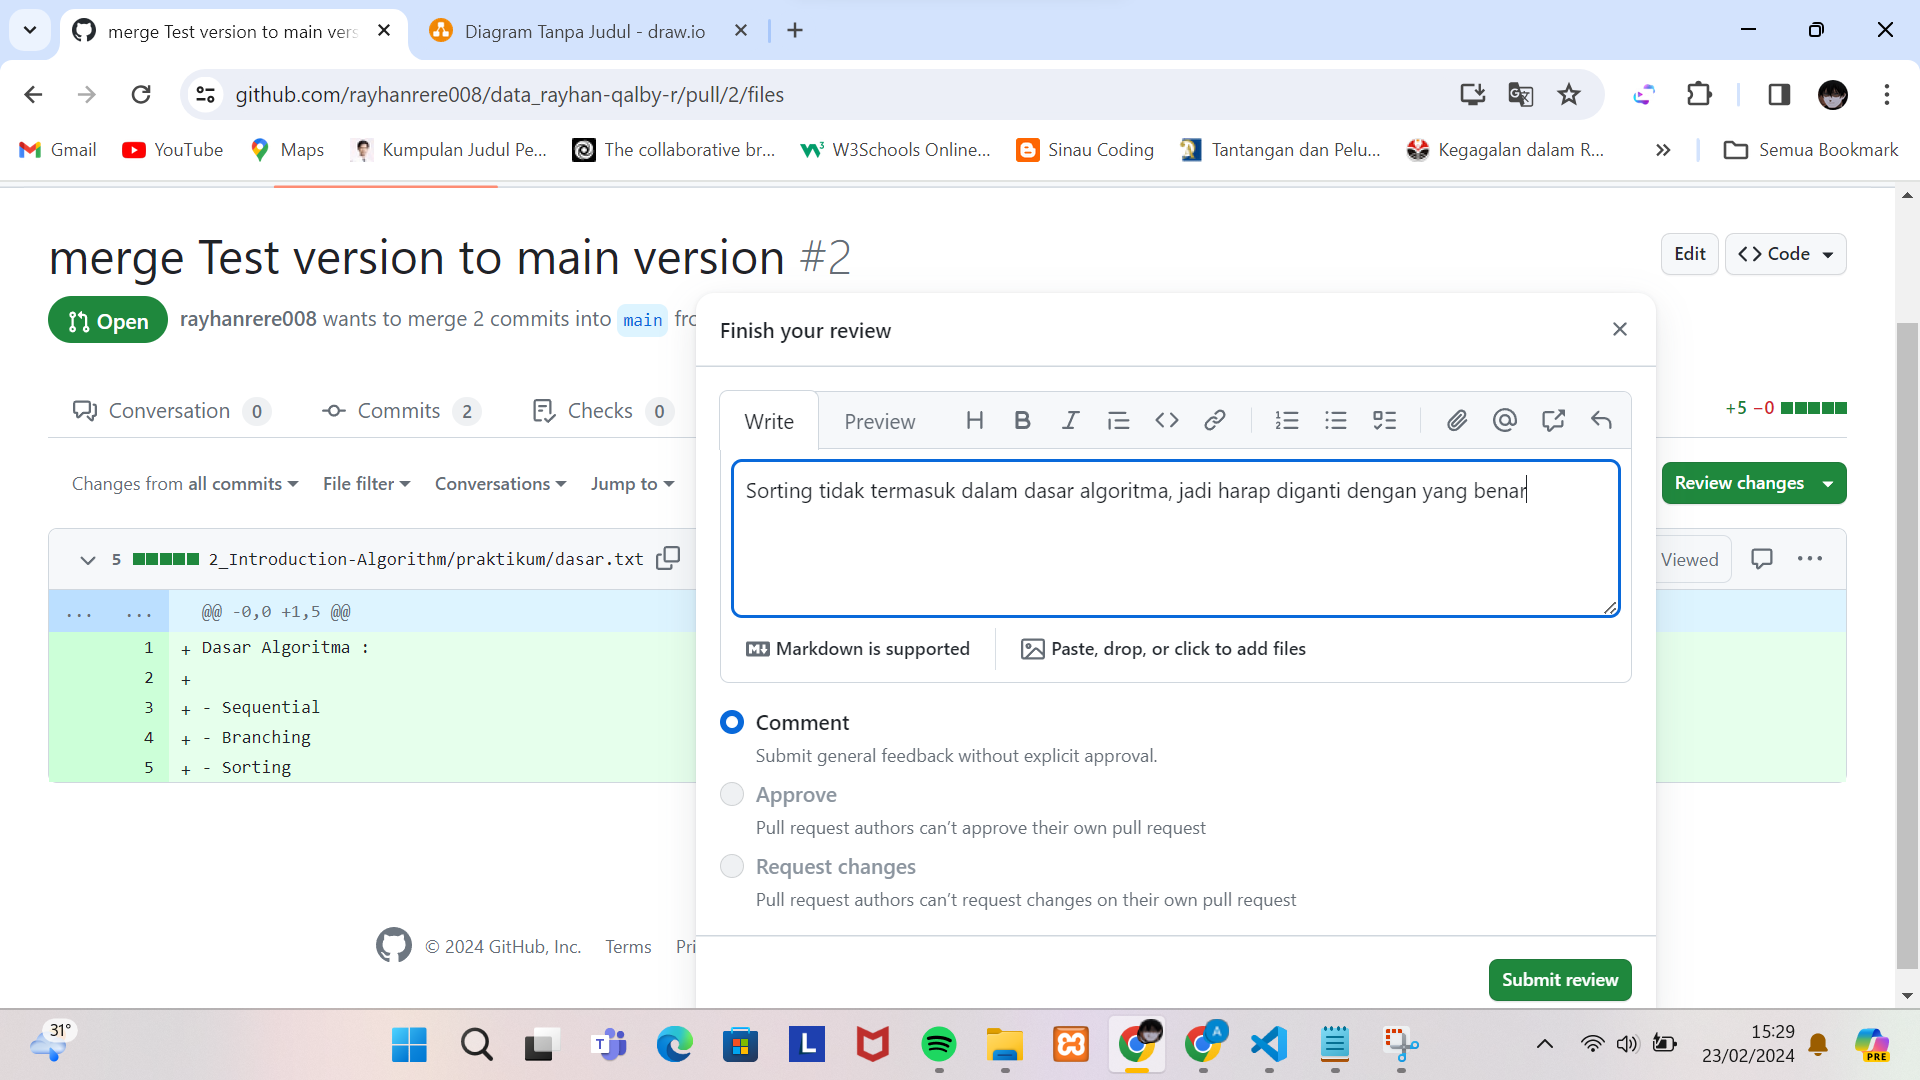 merge Test version to main vers
Diagram Tanpa Judul - draw.io
github.com/rayhanrere008/data_rayhan-qalby-r/pull/2/files
Gmail
YouTube
Maps
Kumpulan Judul Pe...
The collaborative br...
W3Schools Online...
Sinau Coding
Tantangan dan Pelu...
Kegagalan dalam R...
Semua Bookmark
merge Test version to main version #2
Edit
Code
Open
rayhanrere008 wants to merge 2 commits into main fro
Finish your review
Conversation 0
Commits 2
Checks 0
+5 −0
Write
Preview
Changes from all commits
File filter
Conversations
Jump to
Review changes
Sorting tidak termasuk dalam dasar algoritma, jadi harap diganti dengan yang benar
5 2_Introduction-Algorithm/praktikum/dasar.txt
Viewed
... ... @@ -0,0 +1,5 @@
1 + Dasar Algoritma :
2 +
3 + - Sequential
4 + - Branching
5 + - Sorting
Markdown is supported
Paste, drop, or click to add files
Comment
Submit general feedback without explicit approval.
Approve
Pull request authors can’t approve their own pull request
Request changes
Pull request authors can’t request changes on their own pull request
© 2024 GitHub, Inc.
Terms
Pri
Submit review
31°
15:29
23/02/2024
PRE